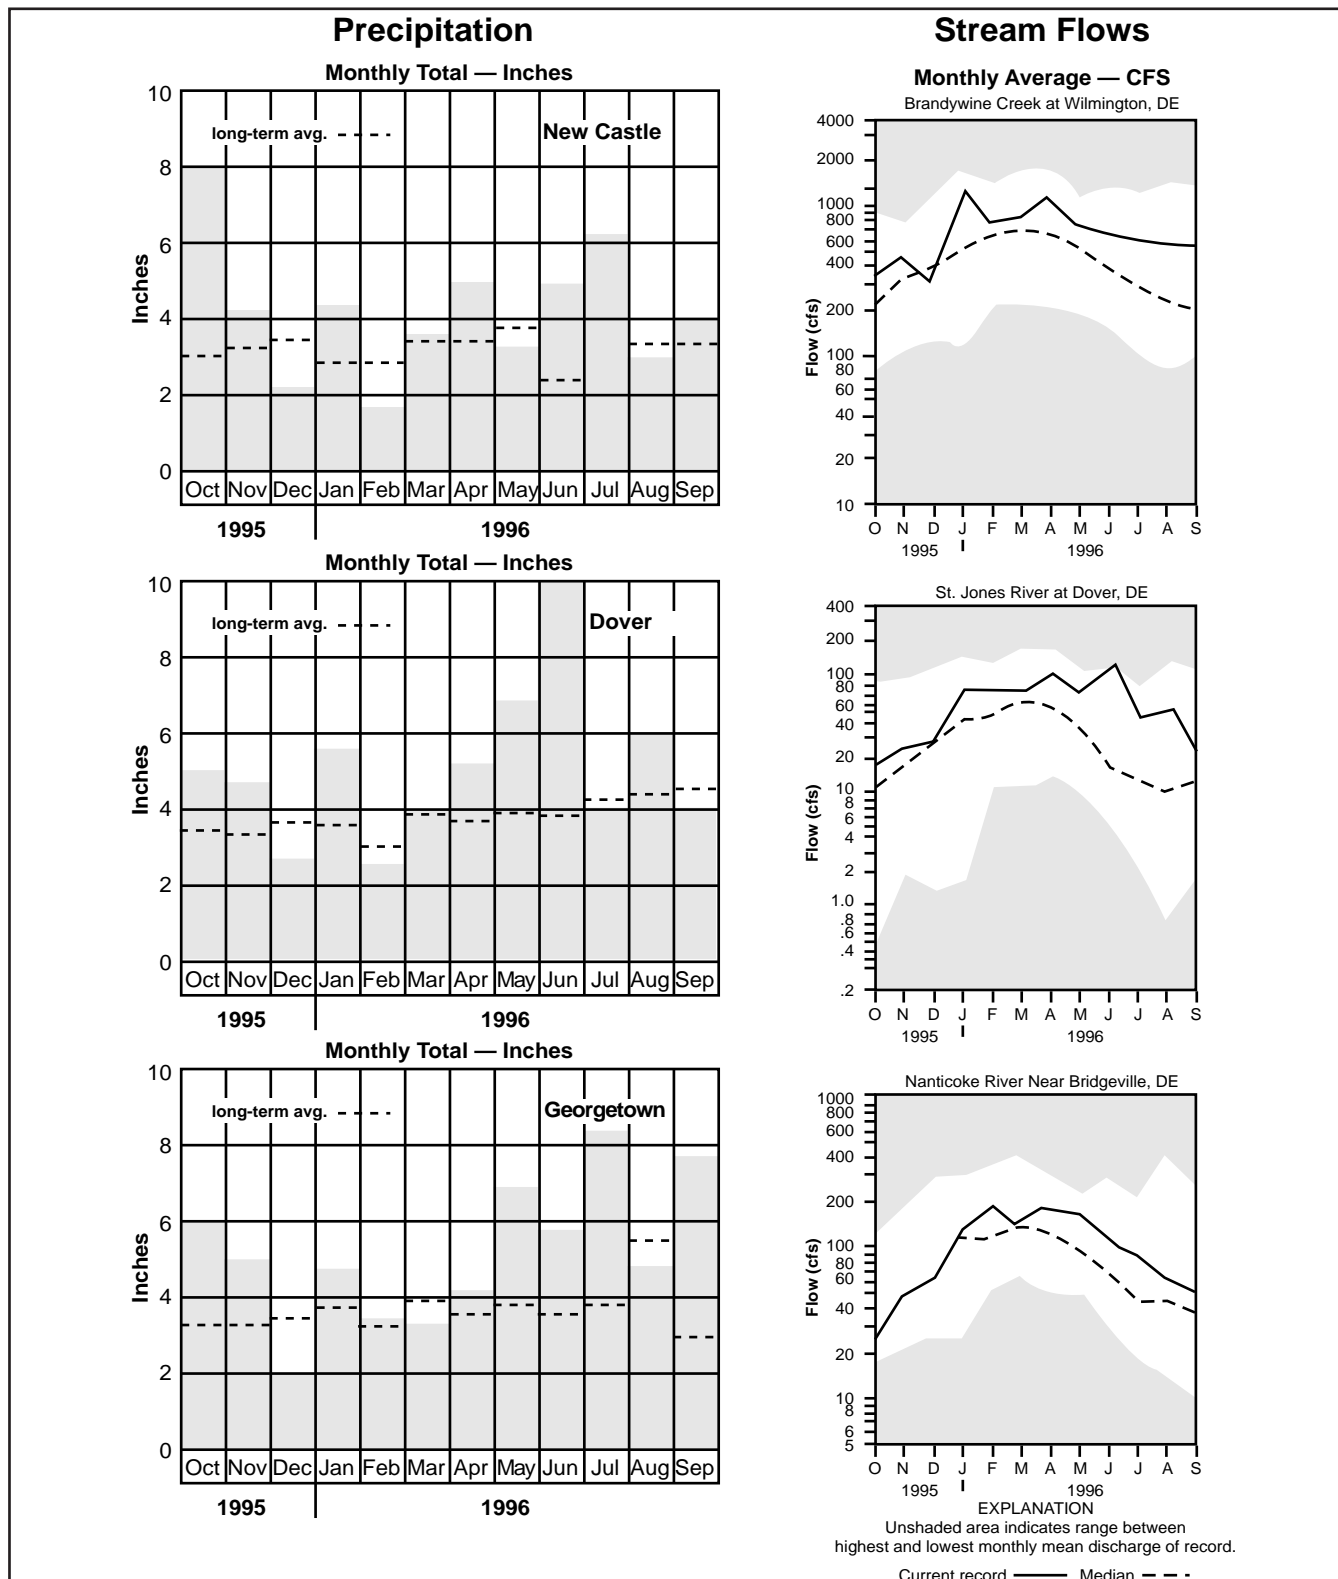 Precipitation
Monthly Total — Inches
10
long-term avg.
New Castle
8
6
4
2
0
Inches
Oct Nov Dec Jan Feb Mar Apr May Jun Jul Aug Sep
1995 1996
Monthly Total — Inches
10
long-term avg.
Dover
8
6
4
2
0
Inches
Oct Nov Dec Jan Feb Mar Apr May Jun Jul Aug Sep
1995 1996
Monthly Total — Inches
10
long-term avg.
Georgetown
8
6
4
2
0
Inches
Oct Nov Dec Jan Feb Mar Apr May Jun Jul Aug Sep
1995 1996
Stream Flows
Monthly Average — CFS
Brandywine Creek at Wilmington, DE
4000
2000
1000
800
600
400
200
100
80
60
40
20
10
Flow (cfs)
O N D J F M A M J J A S
1995 1996
St. Jones River at Dover, DE
400
200
100
80
60
40
20
10
8
6
4
2
1.0
.8
.6
.4
.2
Flow (cfs)
O N D J F M A M J J A S
1995 1996
Nanticoke River Near Bridgeville, DE
1000
800
600
400
200
100
80
60
40
20
10
8
6
5
Flow (cfs)
O N D J F M A M J J A S
1995 1996
EXPLANATION
Unshaded area indicates range between
highest and lowest monthly mean discharge of record.
Current record Median